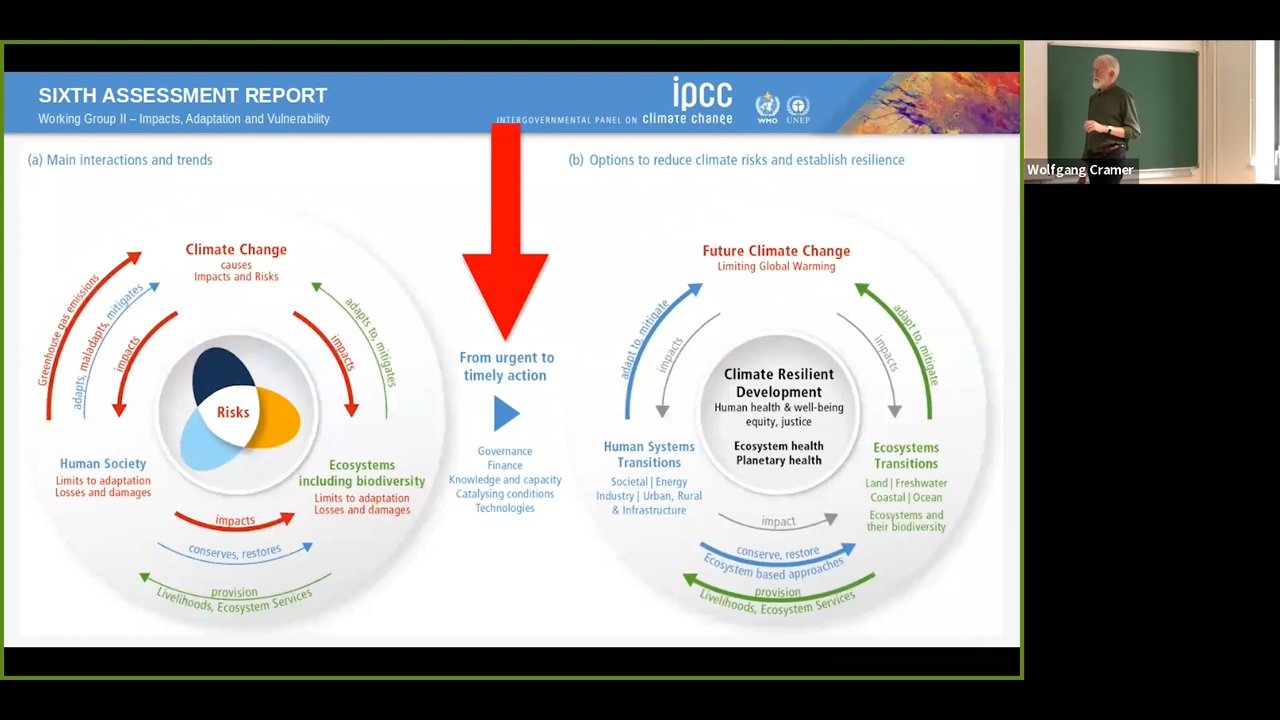 SIXTH ASSESSMENT REPORT
Working Group II – Impacts, Adaptation and Vulnerability
ipcc
INTERGOVERNMENTAL PANEL ON climate change
WMO
UNEP
(a) Main interactions and trends
Climate Change
causes
Impacts and Risks
Greenhouse gas emissions
adapts, maladapts, mitigates
impacts
impacts
adapts to, mitigates
Risks
Human Society
Limits to adaptation
Losses and damages
Ecosystems
including biodiversity
Limits to adaptation
Losses and damages
impacts
conserves, restores
provision
Livelihoods, Ecosystem Services
From urgent to
timely action
Governance
Finance
Knowledge and capacity
Catalysing conditions
Technologies
(b) Options to reduce climate risks and establish resilience
Future Climate Change
Limiting Global Warming
adapt to, mitigate
impacts
impacts
adapt to, mitigate
Climate Resilient
Development
Human health & well-being
equity, justice
Ecosystem health
Planetary health
Human Systems
Transitions
Societal | Energy
Industry | Urban, Rural
& Infrastructure
Ecosystems
Transitions
Land | Freshwater
Coastal | Ocean
Ecosystems and
their biodiversity
impact
conserve, restore
Ecosystem based approaches
provision
Livelihoods, Ecosystem Services
Wolfgang Cramer